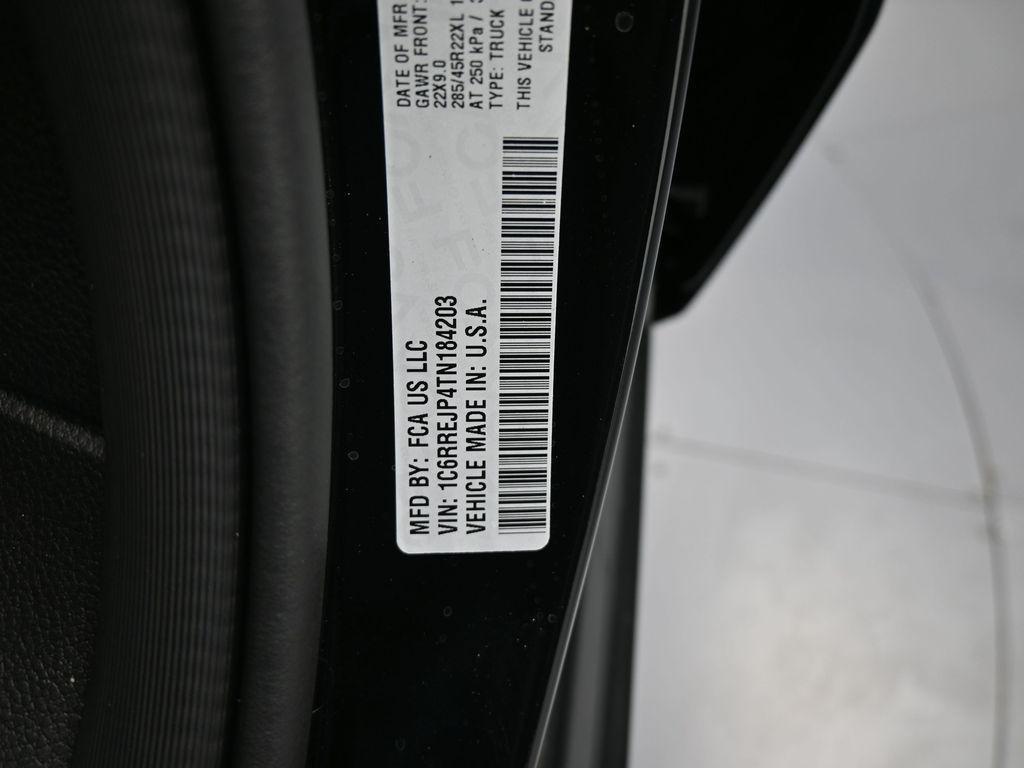 MFD BY: FCA US LLC
VIN: 1C6RREJP4TN184203
VEHICLE MADE IN: U.S.A.
DATE OF MFR
GAWR FRONT:
22X9.0
285/45R22XL
AT 250 kPa /
TYPE: TRUCK
THIS VEHICLE
STAND